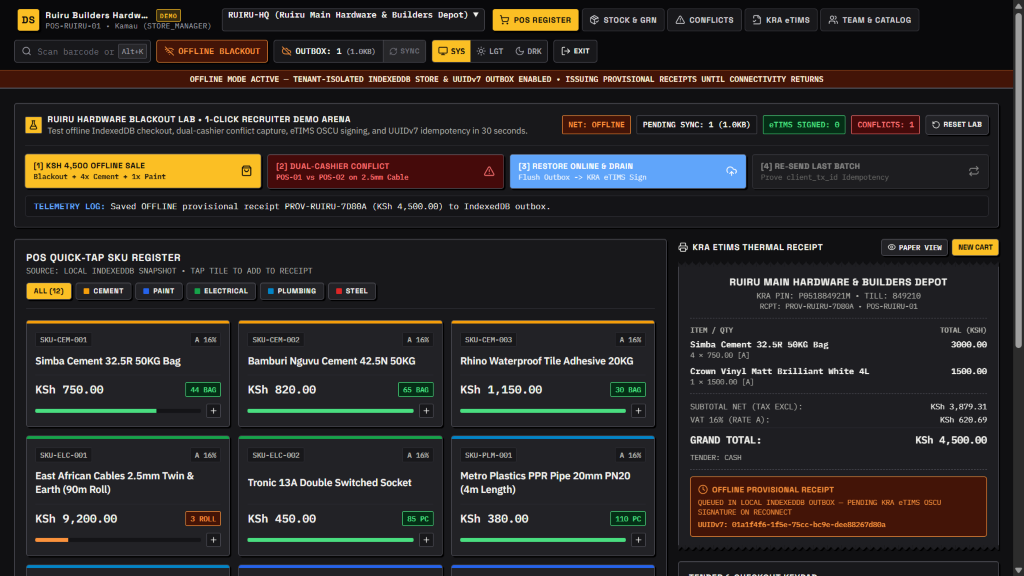 DS
Ruiru Builders Hardw… DEMO
POS-RUIRU-01 • Kamau (STORE_MANAGER)
RUIRU-HQ (Ruiru Main Hardware & Builders Depot) ▼
POS REGISTER
STOCK & GRN
CONFLICTS
KRA eTIMS
TEAM & CATALOG
Scan barcode or Alt+K
OFFLINE BLACKOUT
OUTBOX: 1 (1.0KB)
SYNC
SYS
LGT
DRK
EXIT
OFFLINE MODE ACTIVE — TENANT-ISOLATED INDEXEDDB STORE & UUIDv7 OUTBOX ENABLED • ISSUING PROVISIONAL RECEIPTS UNTIL CONNECTIVITY RETURNS
RUIRU HARDWARE BLACKOUT LAB • 1-CLICK RECRUITER DEMO ARENA
Test offline IndexedDB checkout, dual-cashier conflict capture, eTIMS OSCU signing, and UUIDv7 idempotency in 30 seconds.
NET: OFFLINE
PENDING SYNC: 1 (1.0KB)
eTIMS SIGNED: 0
CONFLICTS: 1
RESET LAB
[1] KSH 4,500 OFFLINE SALE
Blackout + 4x Cement + 1x Paint
[2] DUAL-CASHIER CONFLICT
POS-01 vs POS-02 on 2.5mm Cable
[3] RESTORE ONLINE & DRAIN
Flush Outbox -> KRA eTIMS Sign
[4] RE-SEND LAST BATCH
Prove client_tx_id Idempotency
TELEMETRY LOG: Saved OFFLINE provisional receipt PROV-RUIRU-7D80A (KSh 4,500.00) to IndexedDB outbox.
POS QUICK-TAP SKU REGISTER
SOURCE: LOCAL INDEXEDDB SNAPSHOT • TAP TILE TO ADD TO RECEIPT
ALL (12)
CEMENT
PAINT
ELECTRICAL
PLUMBING
STEEL
SKU-CEM-001 A 16%
Simba Cement 32.5R 50KG Bag
KSh 750.00 44 BAG
+
SKU-CEM-002 A 16%
Bamburi Nguvu Cement 42.5N 50KG
KSh 820.00 65 BAG
+
SKU-CEM-003 A 16%
Rhino Waterproof Tile Adhesive 20KG
KSh 1,150.00 30 BAG
+
SKU-ELC-001 A 16%
East African Cables 2.5mm Twin &
Earth (90m Roll)
KSh 9,200.00 3 ROLL
+
SKU-ELC-002 A 16%
Tronic 13A Double Switched Socket
KSh 450.00 85 PC
+
SKU-PLM-001 A 16%
Metro Plastics PPR Pipe 20mm PN20
(4m Length)
KSh 380.00 110 PC
+
KRA ETIMS THERMAL RECEIPT
PAPER VIEW
NEW CART
RUIRU MAIN HARDWARE & BUILDERS DEPOT
KRA PIN: P051884921M • TILL: 849210
RCPT: PROV-RUIRU-7D80A • POS-RUIRU-01
ITEM / QTY TOTAL (KSH)
Simba Cement 32.5R 50KG Bag 3000.00
4 × 750.00 [A]
Crown Vinyl Matt Brilliant White 4L 1500.00
1 × 1500.00 [A]
SUBTOTAL NET (TAX EXCL): KSh 3,879.31
VAT 16% (RATE A): KSh 620.69
GRAND TOTAL: KSh 4,500.00
TENDER: CASH
OFFLINE PROVISIONAL RECEIPT
QUEUED IN LOCAL INDEXEDDB OUTBOX — PENDING KRA eTIMS OSCU
SIGNATURE ON RECONNECT
UUIDv7: 01a1f4f6-1f5e-75cc-bc9e-dee88267d80a
TENDER & CHECKOUT KEYPAD